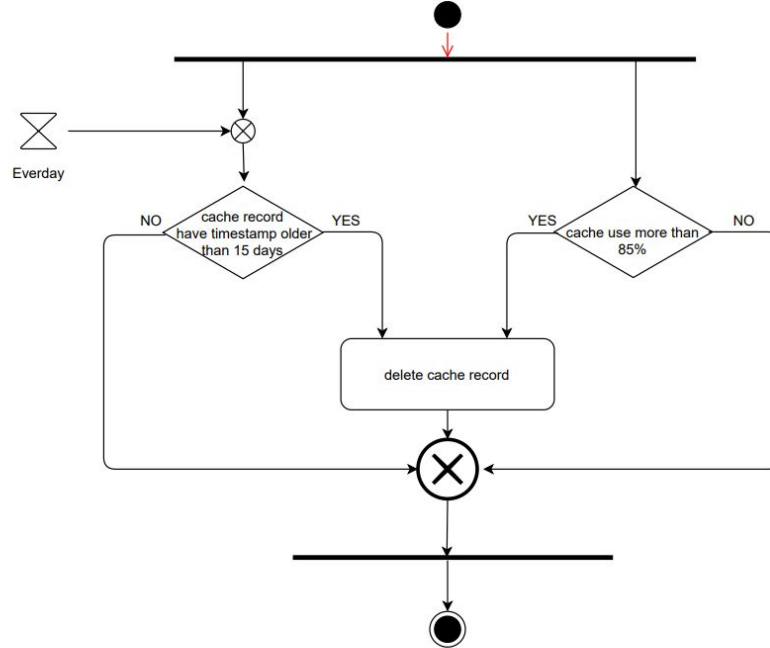 Everday
NO
cache record
have timestamp older
than 15 days
YES
YES
cache use more than
85%
NO
delete cache record